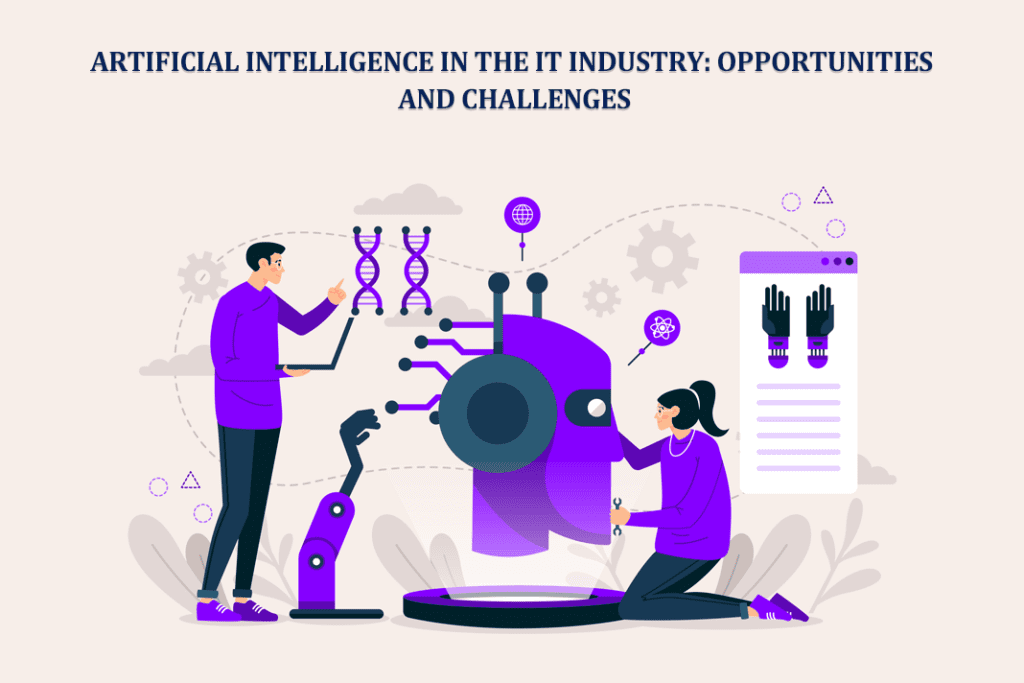 ARTIFICIAL INTELLIGENCE IN THE IT INDUSTRY: OPPORTUNITIES
AND CHALLENGES